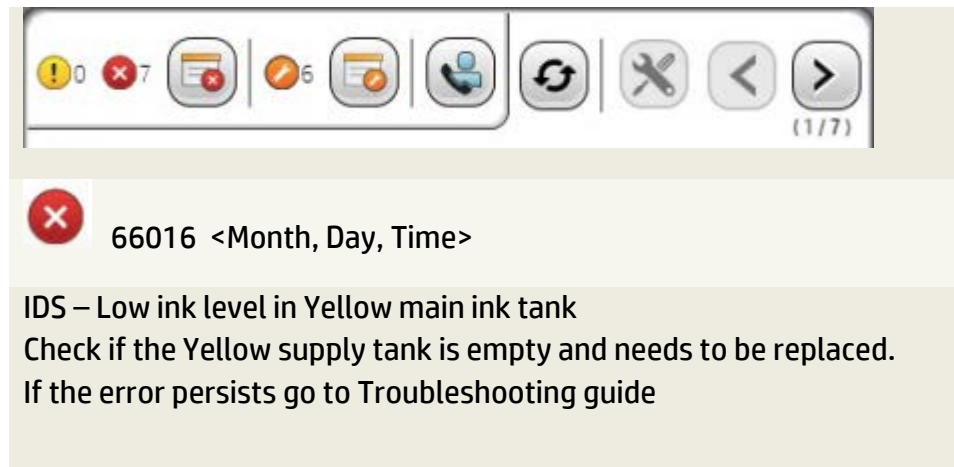 0 7 6
(1/7)
66016 <Month, Day, Time>
IDS – Low ink level in Yellow main ink tank
Check if the Yellow supply tank is empty and needs to be replaced.
If the error persists go to Troubleshooting guide